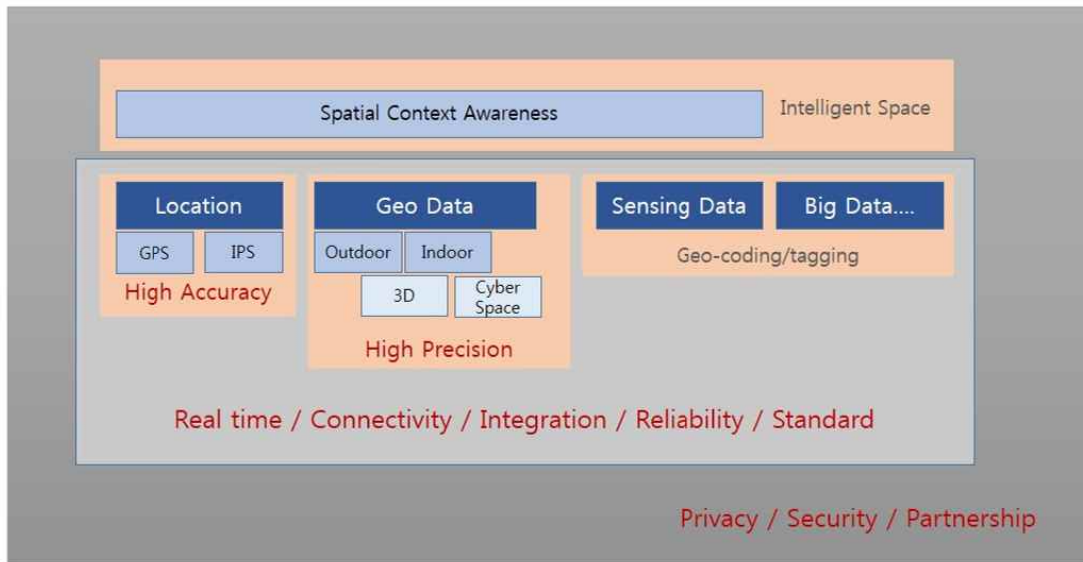 Spatial Context Awareness
Intelligent Space
Location
Geo Data
Sensing Data
Big Data....
GPS
IPS
Outdoor
Indoor
Geo-coding/tagging
3D
Cyber
Space
High Accuracy
High Precision
Real time / Connectivity / Integration / Reliability / Standard
Privacy / Security / Partnership